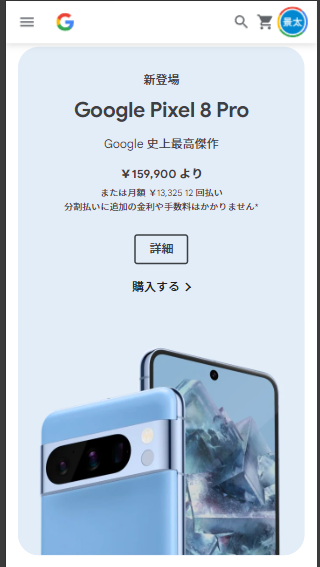 景太
新登場
Google Pixel 8 Pro
Google 史上最高傑作
￥159,900 より
または月額 ￥13,325 12 回払い
分割払いに追加の金利や手数料はかかりません*
詳細
購入する